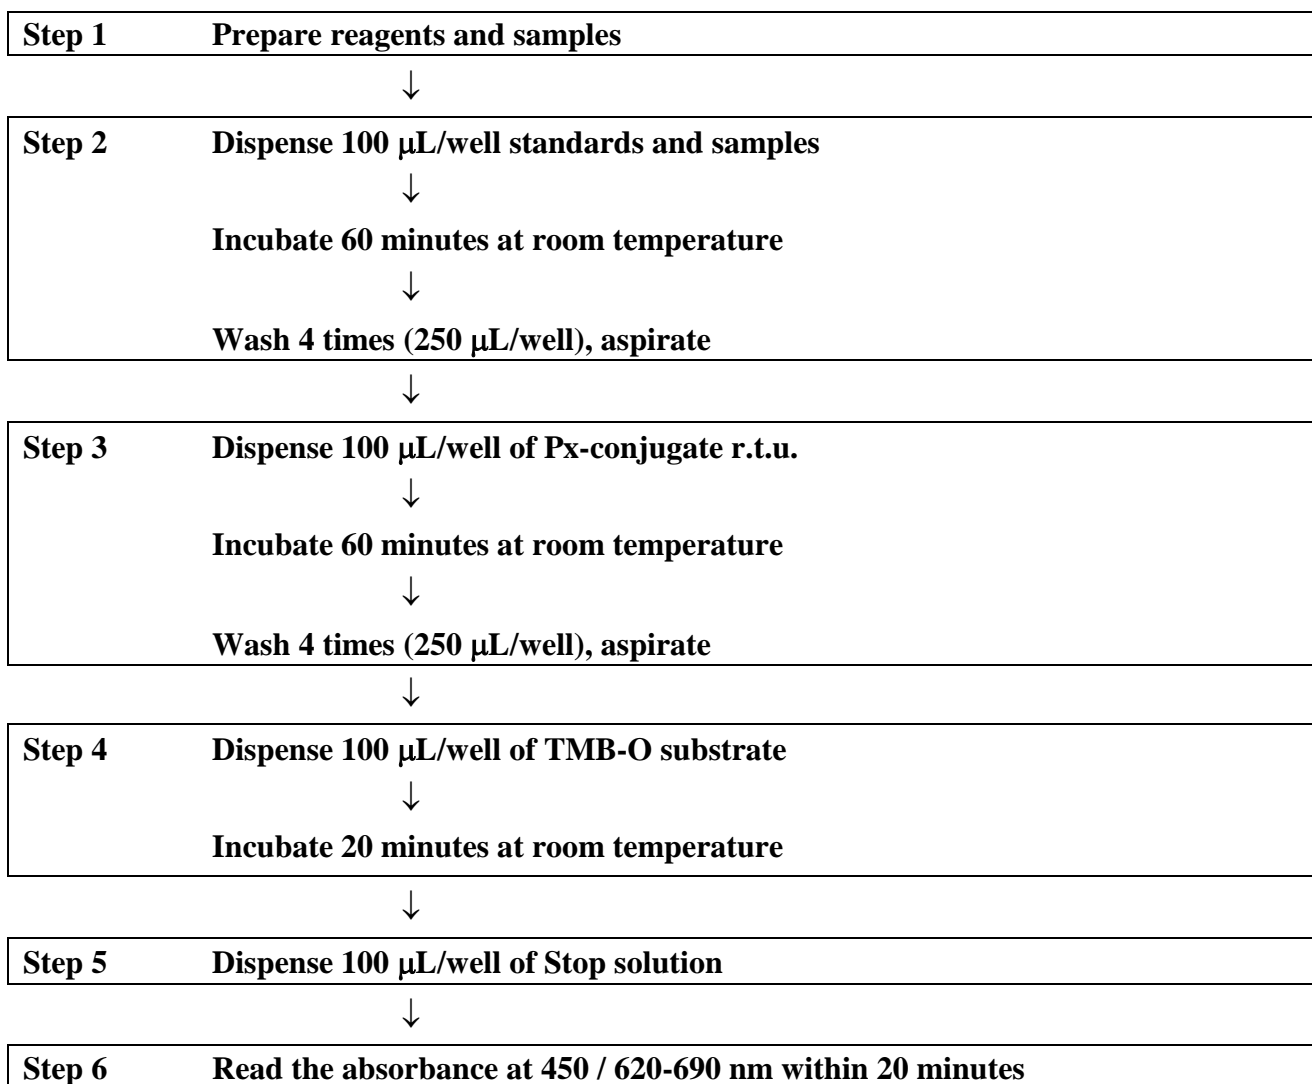 Step 1 Prepare reagents and samples
↓
Step 2 Dispense 100 μL/well standards and samples
↓
Incubate 60 minutes at room temperature
↓
Wash 4 times (250 μL/well), aspirate
↓
Step 3 Dispense 100 μL/well of Px-conjugate r.t.u.
↓
Incubate 60 minutes at room temperature
↓
Wash 4 times (250 μL/well), aspirate
↓
Step 4 Dispense 100 μL/well of TMB-O substrate
↓
Incubate 20 minutes at room temperature
↓
Step 5 Dispense 100 μL/well of Stop solution
↓
Step 6 Read the absorbance at 450 / 620-690 nm within 20 minutes